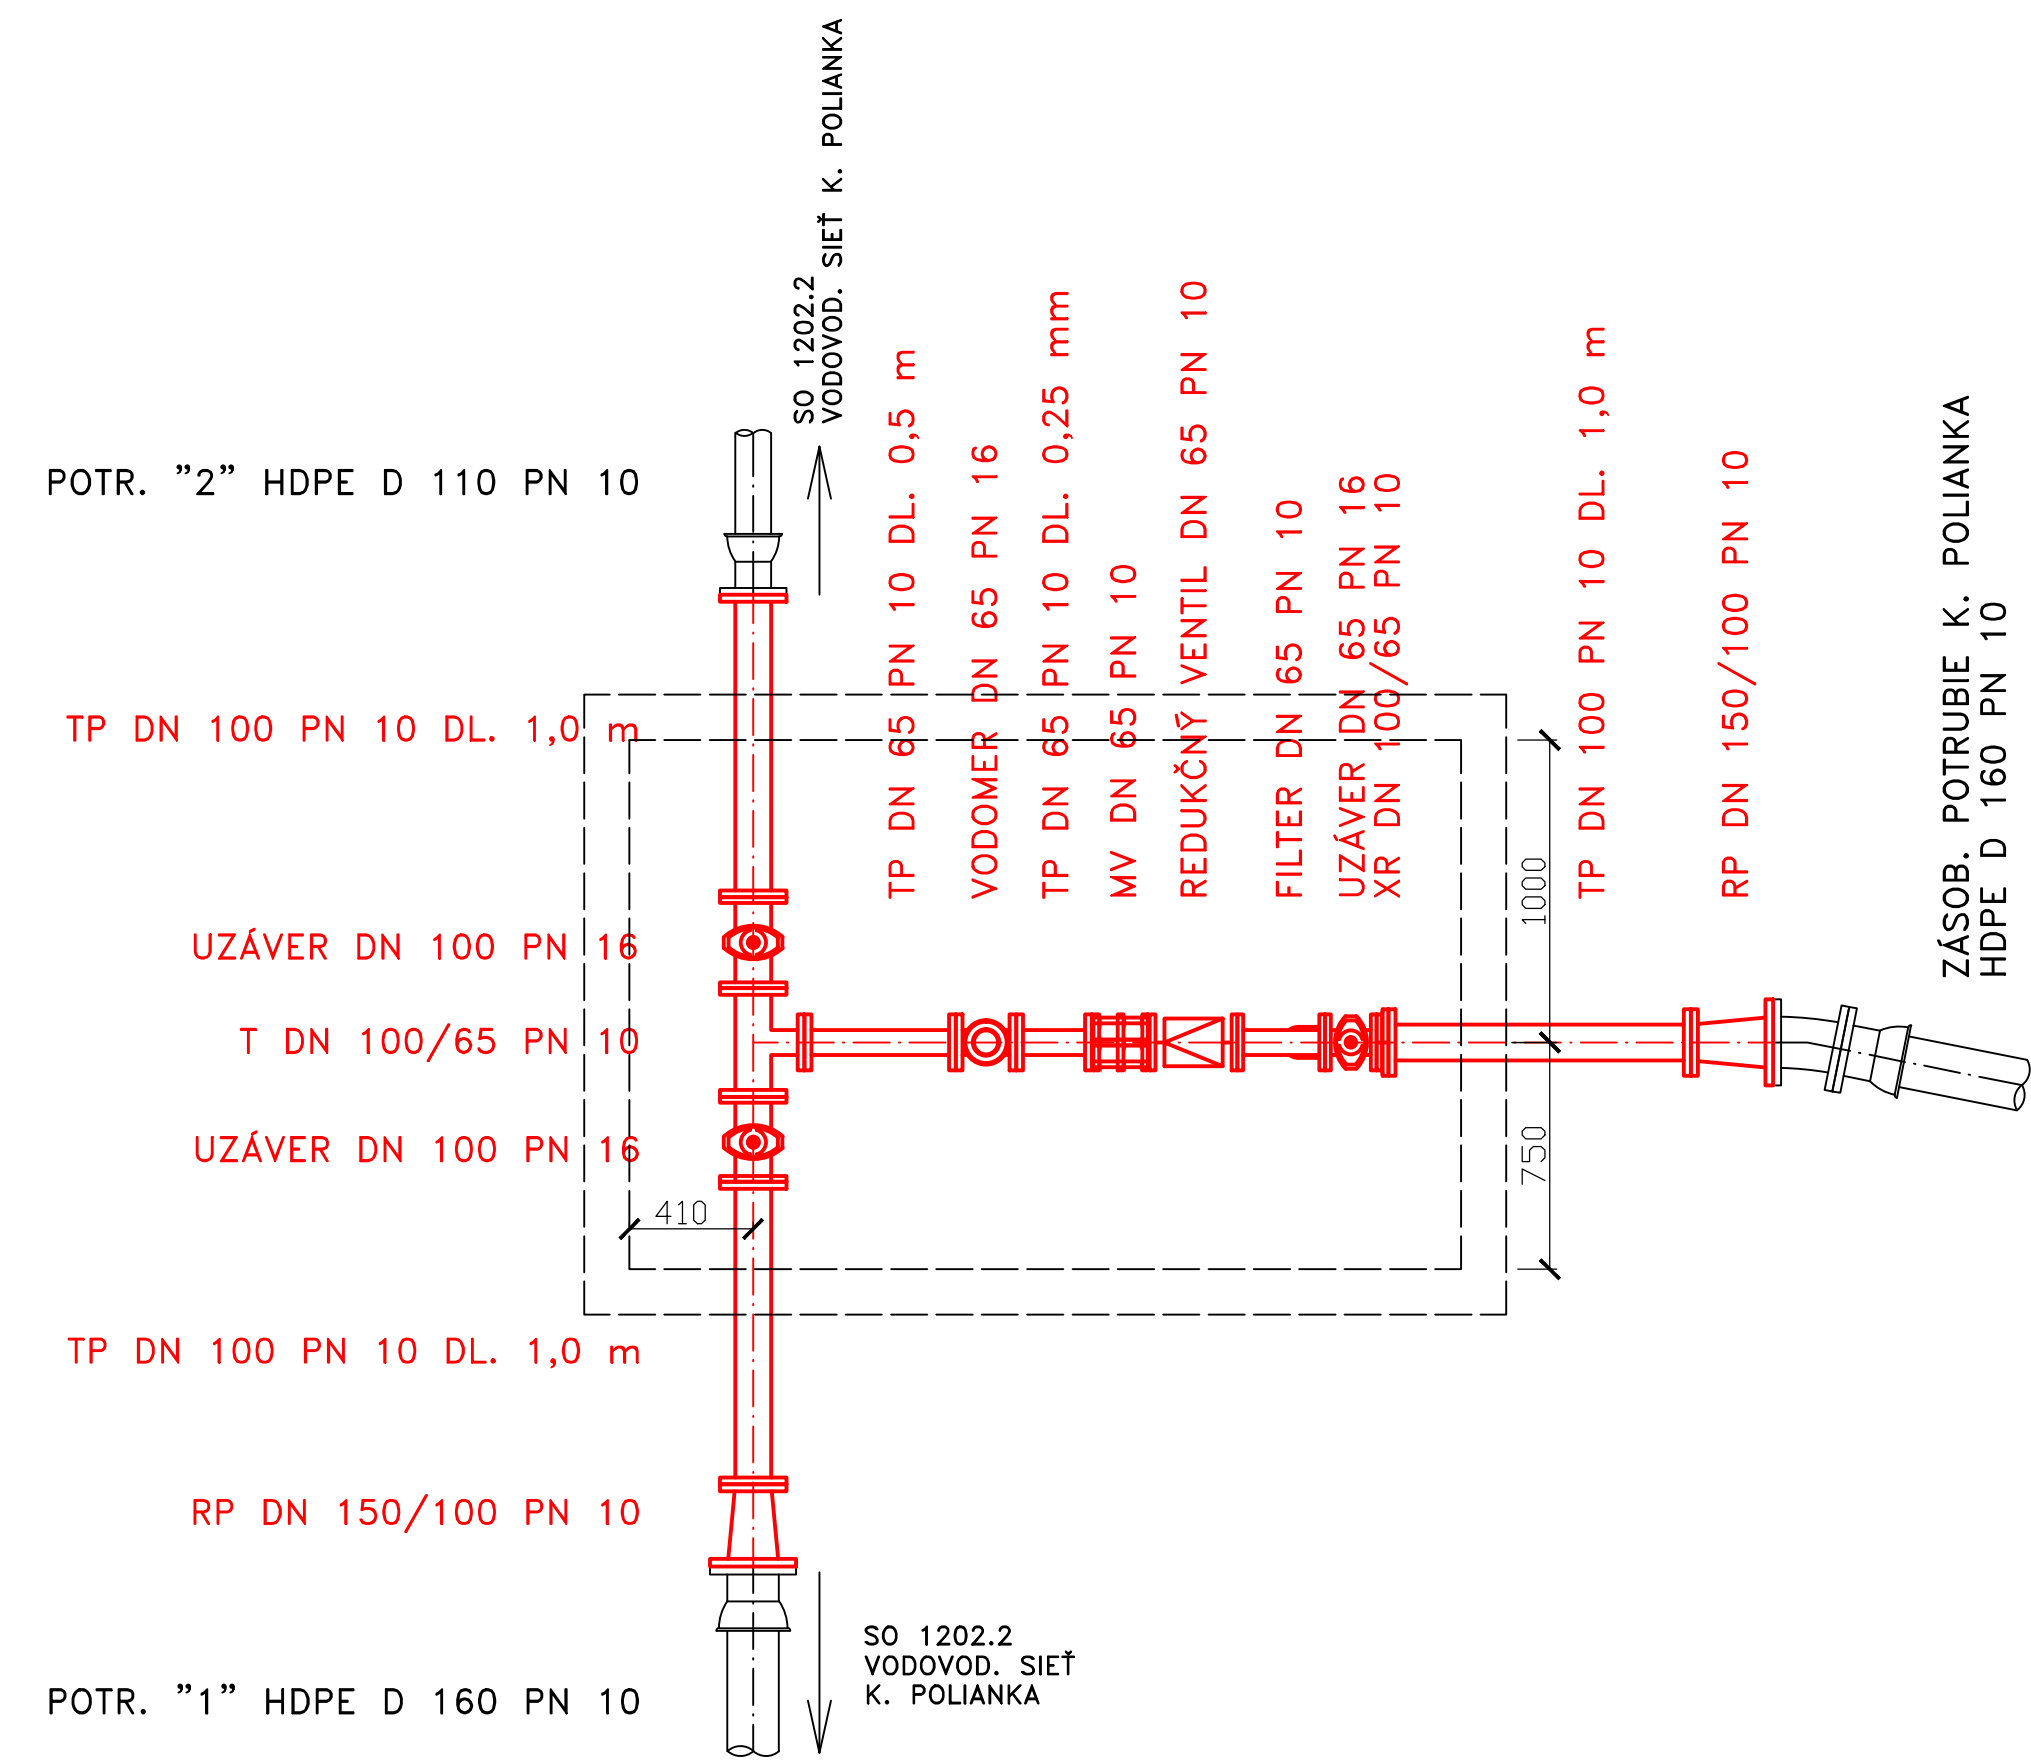 SO 1202.2
VODOVOD. SIEŤ K. POLIANKA
POTR. "2" HDPE D 110 PN 10
TP DN 100 PN 10 DL. 1,0 m
UZÁVER DN 100 PN 16
T DN 100/65 PN 10
UZÁVER DN 100 PN 16
TP DN 100 PN 10 DL. 1,0 m
RP DN 150/100 PN 10
POTR. "1" HDPE D 160 PN 10
TP DN 65 PN 10 DL. 0,5 m
VODOMER DN 65 PN 16
TP DN 65 PN 10 DL. 0,25 mm
MV DN 65 PN 10
REDUKČNÝ VENTIL DN 65 PN 10
FILTER DN 65 PN 10
UZÁVER DN 65 PN 16
XR DN 100/65 PN 10
TP DN 100 PN 10 DL. 1,0 m
RP DN 150/100 PN 10
ZÁSOB. POTRUBIE K. POLIANKA
HDPE D 160 PN 10
1000
750
410
SO 1202.2
VODOVOD. SIEŤ
K. POLIANKA